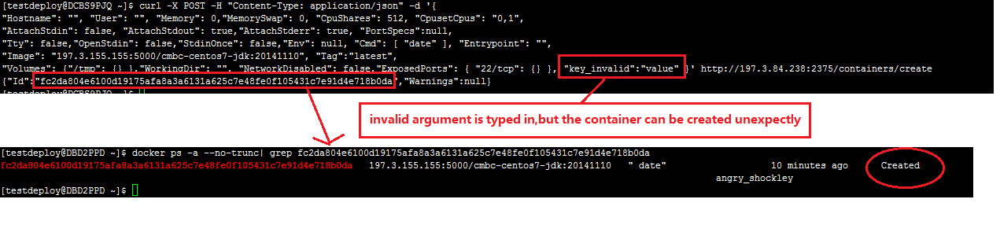 [testdeploy@DCBS9PJQ ~]$ curl -X POST -H "Content-Type: application/json" -d '{
"Hostname": "", "User": "", "Memory": 0,"MemorySwap": 0, "CpuShares": 512, "CpusetCpus": "0,1",
"AttachStdin": false, "AttachStdout": true,"AttachStderr": true, "PortSpecs":null,
"Tty": false,"OpenStdin": false,"StdinOnce": false,"Env": null, "Cmd": [ "date" ], "Entrypoint": "",
"Image": "197.3.155.155:5000/cmbc-centos7-jdk:20141110", "Tag":"latest",
"Volumes": {"/tmp": {} },"WorkingDir": "", "NetworkDisabled": false,"ExposedPorts": { "22/tcp": {} }, "key_invalid":"value" }' http://197.3.84.238:2375/containers/create
{"Id":"fc2da804e6100d19175afa8a3a6131a625c7e48fe0f105431c7e91d4e718b0da","Warnings":null}
[testdeploy@DCBS9PJQ ~]$
invalid argument is typed in,but the container can be created unexpectly
[testdeploy@DBD2PPD ~]$ docker ps -a --no-trunc| grep fc2da804e6100d19175afa8a3a6131a625c7e48fe0f105431c7e91d4e718b0da
fc2da804e6100d19175afa8a3a6131a625c7e48fe0f105431c7e91d4e718b0da 197.3.155.155:5000/cmbc-centos7-jdk:20141110 " date" 10 minutes ago Created
angry_shockley
[testdeploy@DBD2PPD ~]$